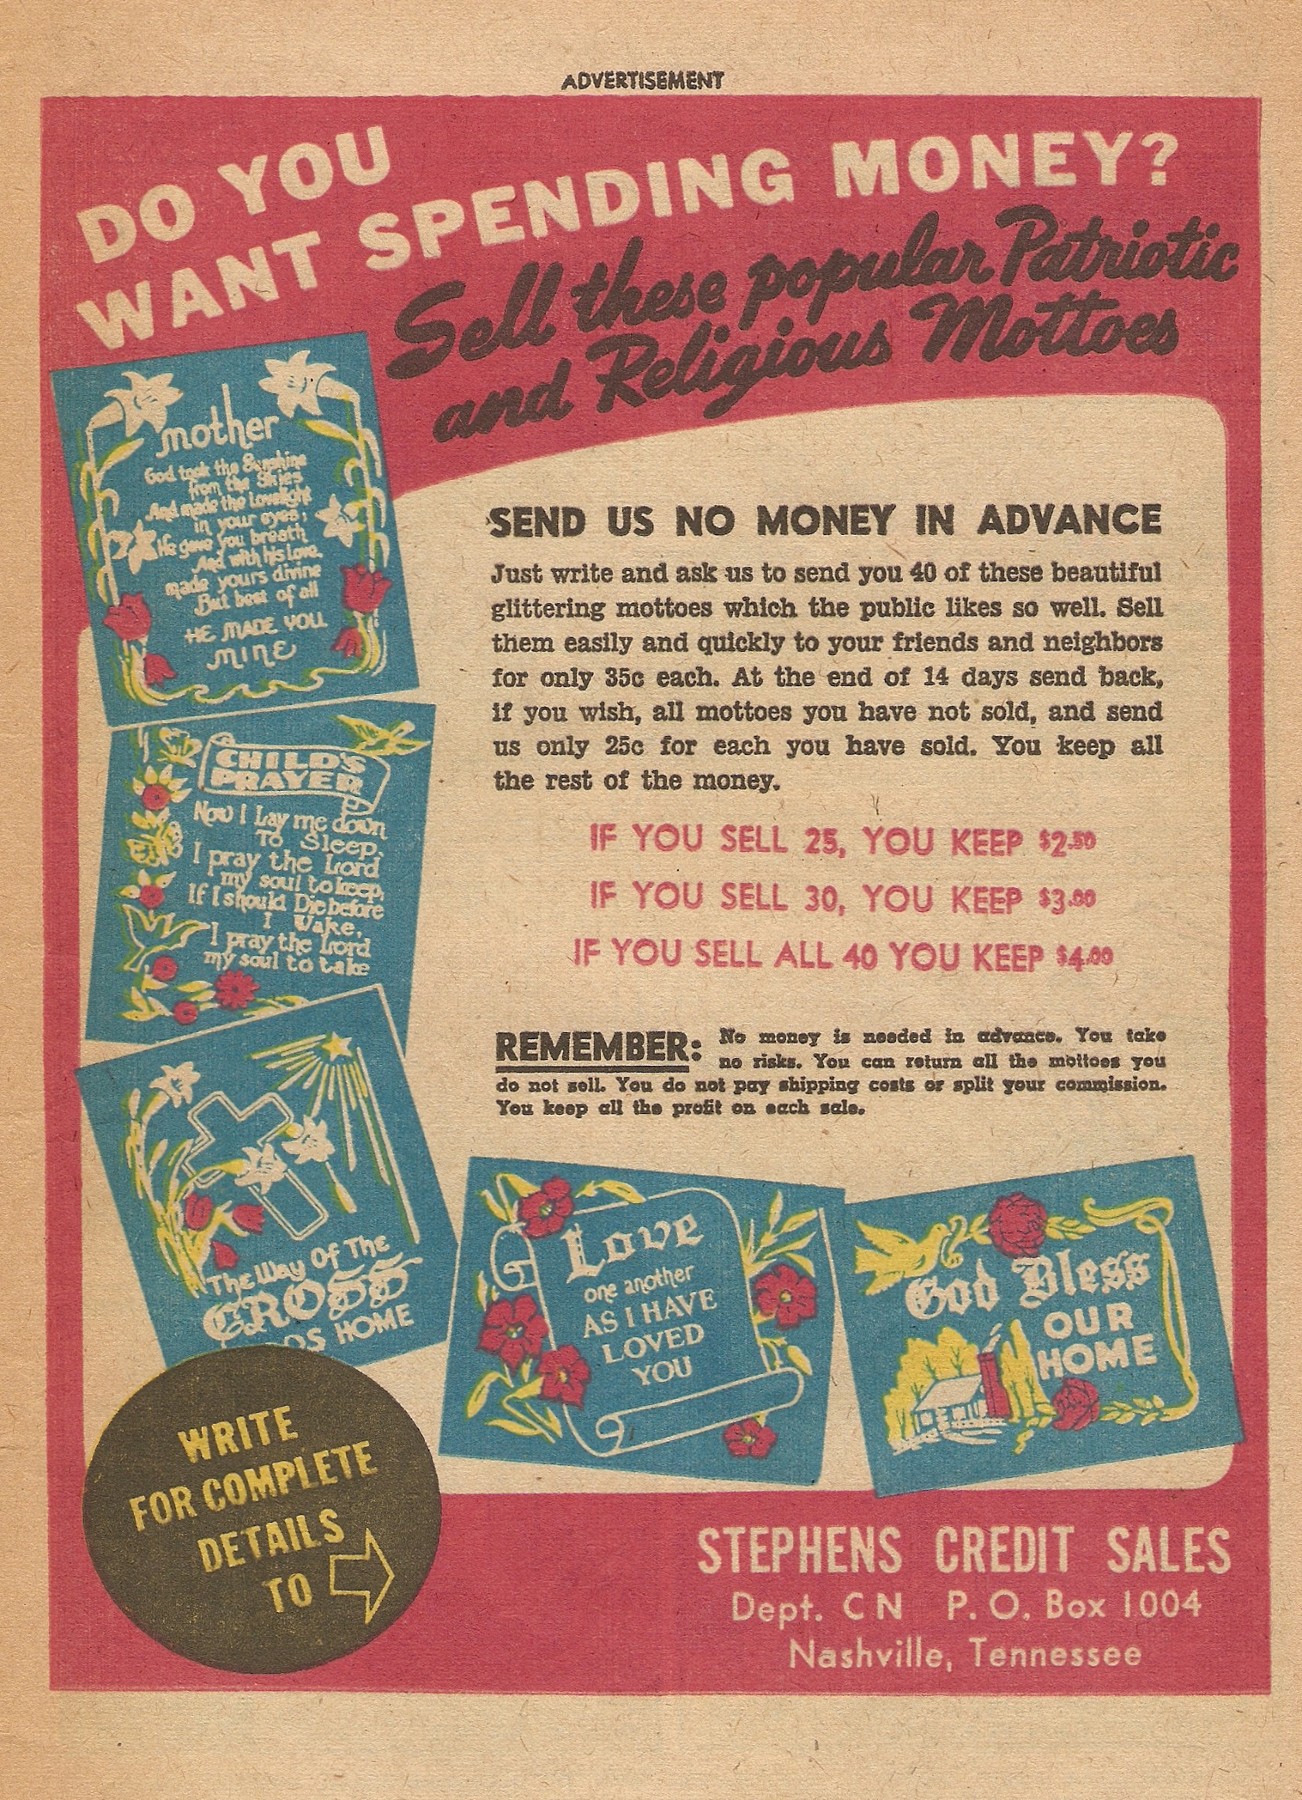 ADVERTISEMENT
DO YOU
WANT SPENDING MONEY?
Sell these popular Patriotic
and Religious Mottoes
mother
God took the Sunshine
from the Skies
And made the Lovelight
in your eyes;
He gave you breath
And with his Love,
made yours divine
But best of all
HE MADE YOU
MINE
CHILD'S
PRAYER
Now I Lay me down
To Sleep,
I pray the Lord
my soul to keep,
If I should Die before
I Wake,
I pray the Lord
my soul to take
The Way Of The
CROSS
ADS HOME
SEND US NO MONEY IN ADVANCE
Just write and ask us to send you 40 of these beautiful
glittering mottoes which the public likes so well. Sell
them easily and quickly to your friends and neighbors
for only 35c each. At the end of 14 days send back,
if you wish, all mottoes you have not sold, and send
us only 25c for each you have sold. You keep all
the rest of the money.
IF YOU SELL 25, YOU KEEP $2.50
IF YOU SELL 30, YOU KEEP $3.00
IF YOU SELL ALL 40 YOU KEEP $4.00
REMEMBER: No money is needed in advance. You take
no risks. You can return all the mottoes you
do not sell. You do not pay shipping costs or split your commission.
You keep all the profit on each sale.
Love
one another
AS I HAVE
LOVED
YOU
God Bless
OUR
HOME
WRITE
FOR COMPLETE
DETAILS
TO
STEPHENS CREDIT SALES
Dept. CN P. O. Box 1004
Nashville, Tennessee